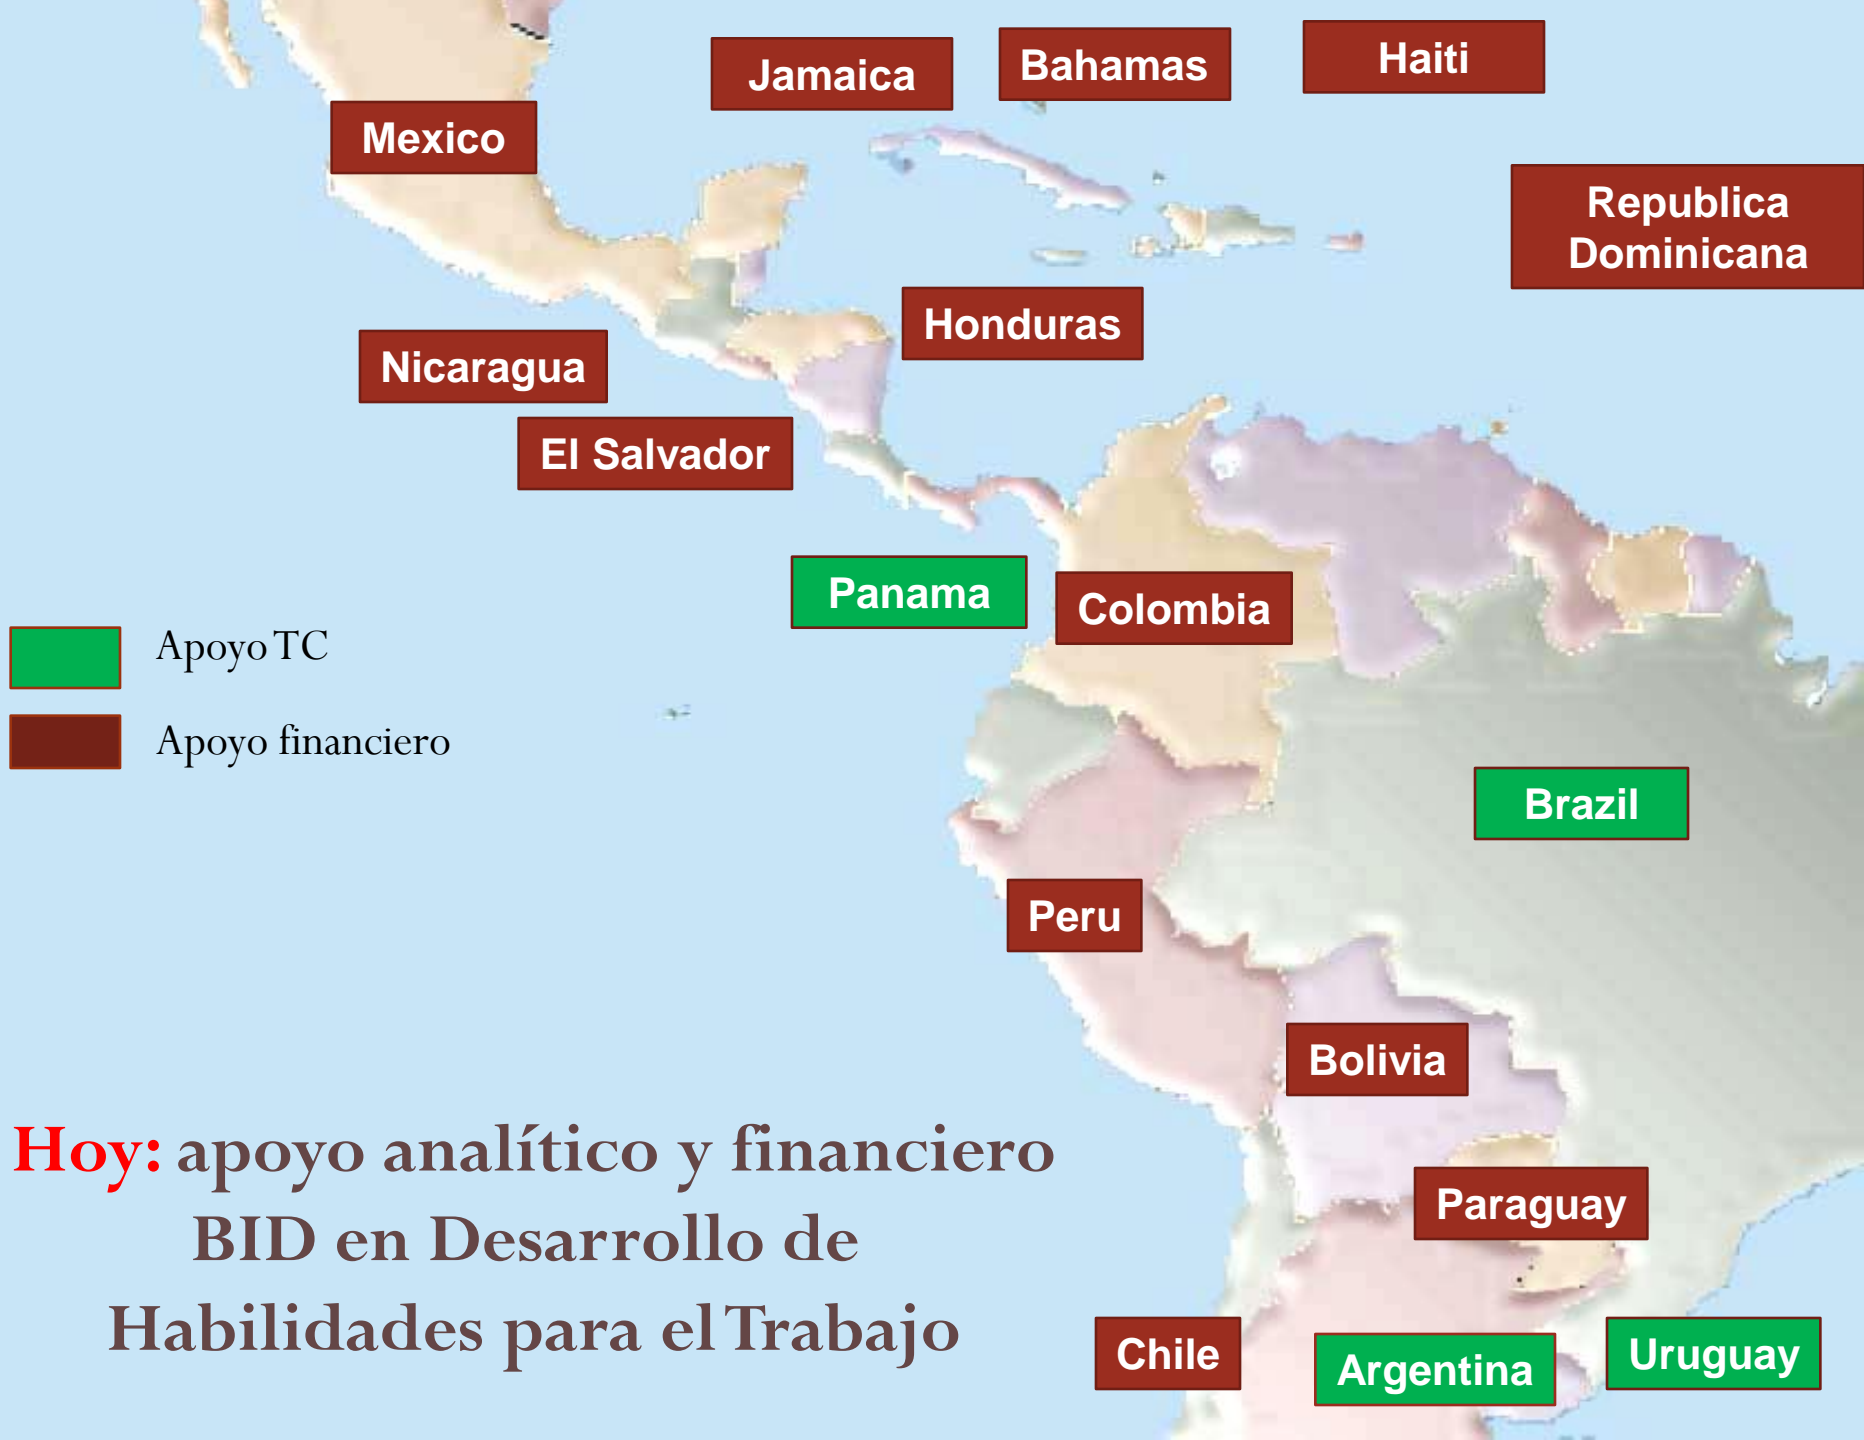 Jamaica
Bahamas
Haiti
Mexico
Republica
Dominicana
Honduras
Nicaragua
El Salvador
Panama
Colombia
Apoyo TC
Apoyo financiero
Brazil
Peru
Bolivia
Hoy: apoyo analítico y financiero
BID en Desarrollo de
Habilidades para el Trabajo
Paraguay
Chile
Argentina
Uruguay